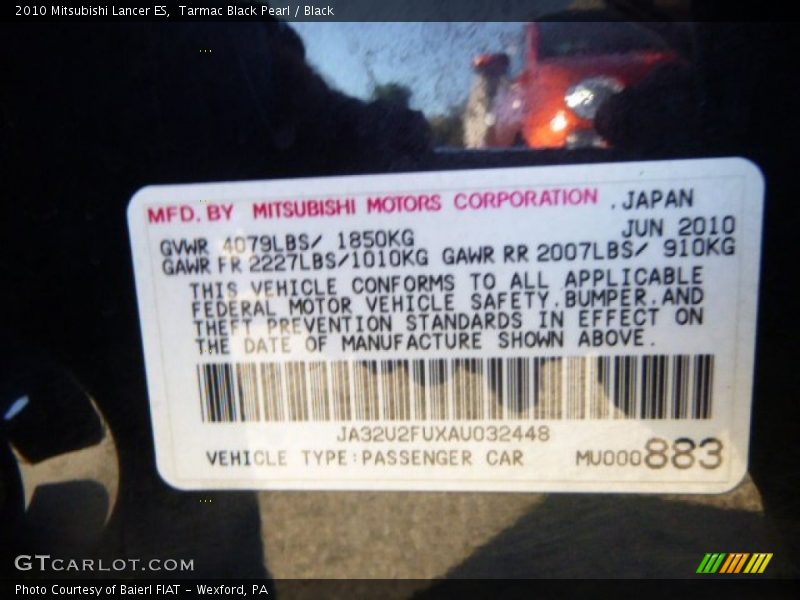 2010 Mitsubishi Lancer ES,  Tarmac Black Pearl / Black
MFD. BY  MITSUBISHI  MOTORS  CORPORATION  , JAPAN
JUN 2010
GVWR  4079LBS/  1850KG
GAWR FR 2227LBS/1010KG  GAWR RR 2007LBS/  910KG
THIS VEHICLE CONFORMS TO ALL APPLICABLE
FEDERAL MOTOR VEHICLE SAFETY, BUMPER, AND
THEFT PREVENTION STANDARDS IN EFFECT ON
THE DATE OF MANUFACTURE SHOWN ABOVE.
JA32U2FUXAU032448
VEHICLE TYPE:PASSENGER CAR  MU000883
GTCARLOT.COM
Photo Courtesy of Baierl FIAT - Wexford, PA